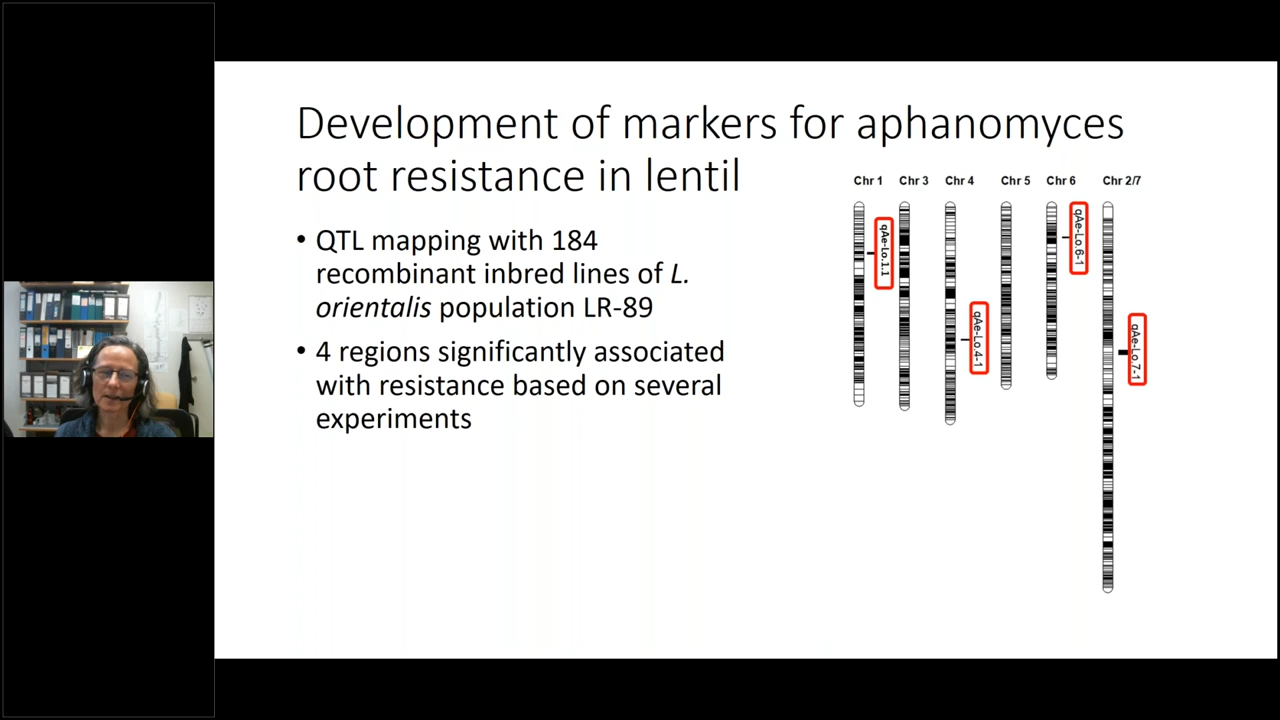 Development of markers for aphanomyces
root resistance in lentil
• QTL mapping with 184
recombinant inbred lines of L.
orientalis population LR-89
• 4 regions significantly associated
with resistance based on several
experiments
Chr 1 Chr 3 Chr 4 Chr 5 Chr 6 Chr 2/7
qAe-Lo.1.1
qAe-Lo.4-1
qAe-Lo.6-1
qAe-Lo.7-1